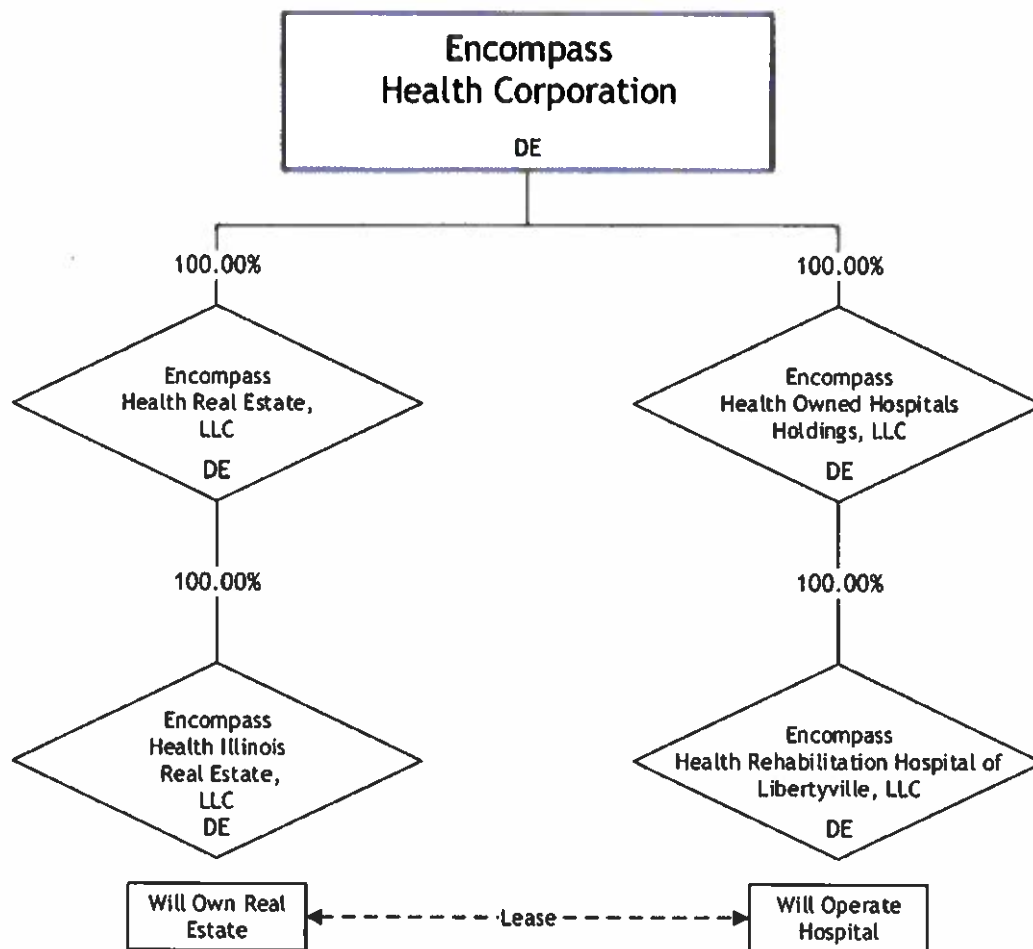 Encompass
Health Corporation
DE
100.00%
100.00%
Encompass
Health Real Estate,
LLC
DE
Encompass
Health Owned Hospitals
Holdings, LLC
DE
100.00%
100.00%
Encompass
Health Illinois
Real Estate,
LLC
DE
Encompass
Health Rehabilitation Hospital of
Libertyville, LLC
DE
Will Own Real
Estate
Lease
Will Operate
Hospital